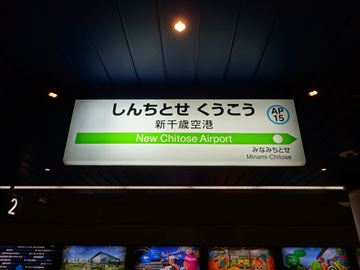 しんちとせ くうこう
AP
15
新千歳空港
New Chitose Airport
みなみちとせ
Minami-Chitose
2
VILLAGE